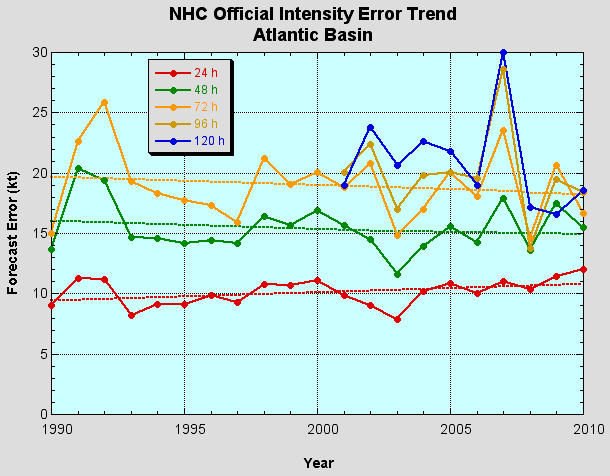 NHC Official Intensity Error Trend
Atlantic Basin
Forecast Error (kt)
30
25
20
15
10
5
0
24 h
48 h
72 h
96 h
120 h
1990
1995
2000
2005
2010
Year